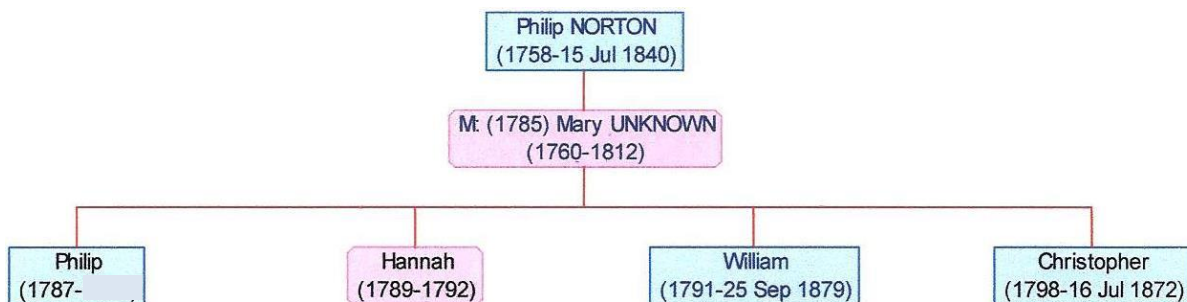 Philip NORTON
(1758-15 Jul 1840)
M: (1785) Mary UNKNOWN
(1760-1812)
Philip
(1787-
Hannah
(1789-1792)
William
(1791-25 Sep 1879)
Christopher
(1798-16 Jul 1872)